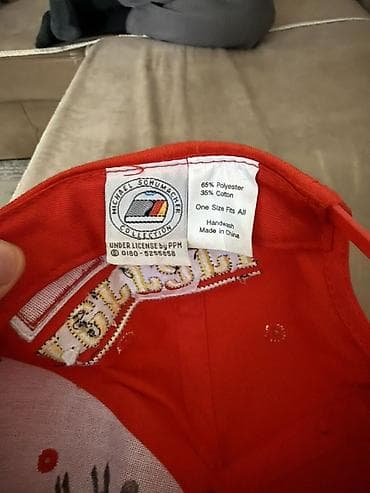 MICHAEL SCHUMACHER
COLLECTION
UNDER LICENSE by PPM
© 0180-5255658
65% Polyester
35% Cotton
One Size Fits All
Handwash
Made in China